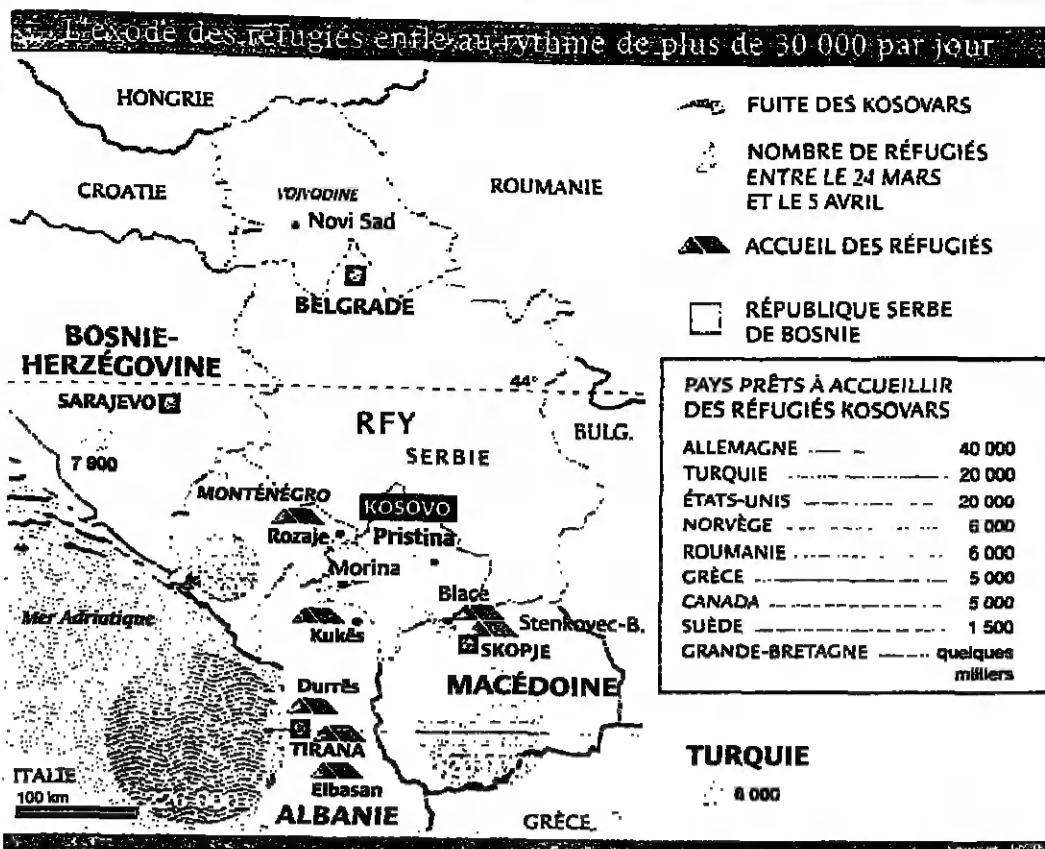 L'exode des réfugiés enfle au rythme de plus de 30 000 par jour
HONGRIE
CROATIE
VOJVODINE
Novi Sad
ROUMANIE
BELGRADE
BOSNIE-
HERZÉGOVINE
SARAJEVO
7 900
44°
RFY
SERBIE
BULG.
MONTÉNÉGRO
KOSOVO
Rozaje
Pristina
Morina
Blacé
Mer Adriatique
Kukës
Stenkovec-B.
SKOPJE
Durrës
MACÉDOINE
TIRANA
ITALIE
100 km
Elbasan
ALBANIE
GRÈCE
FUITE DES KOSOVARS
NOMBRE DE RÉFUGIÉS
ENTRE LE 24 MARS
ET LE 5 AVRIL
ACCUEIL DES RÉFUGIÉS
RÉPUBLIQUE SERBE
DE BOSNIE
PAYS PRÊTS À ACCUEILLIR
DES RÉFUGIÉS KOSOVARS
ALLEMAGNE 40 000
TURQUIE 20 000
ÉTATS-UNIS 20 000
NORVÈGE 6 000
ROUMANIE 6 000
GRÈCE 5 000
CANADA 5 000
SUÈDE 1 500
GRANDE-BRETAGNE quelques
milliers
TURQUIE
6 000